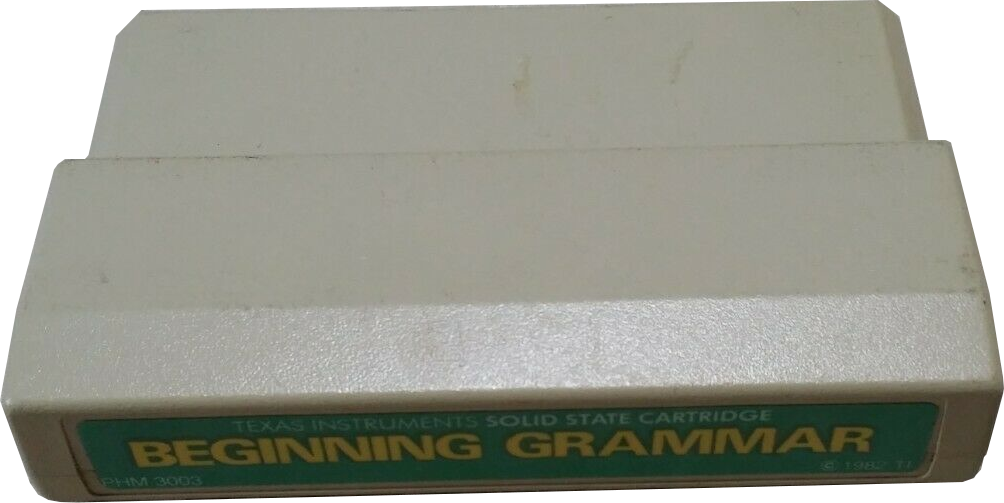 TEXAS INSTRUMENTS SOLID STATE CARTRIDGE
BEGINNING GRAMMAR
PHM 3003 © 1982 TI